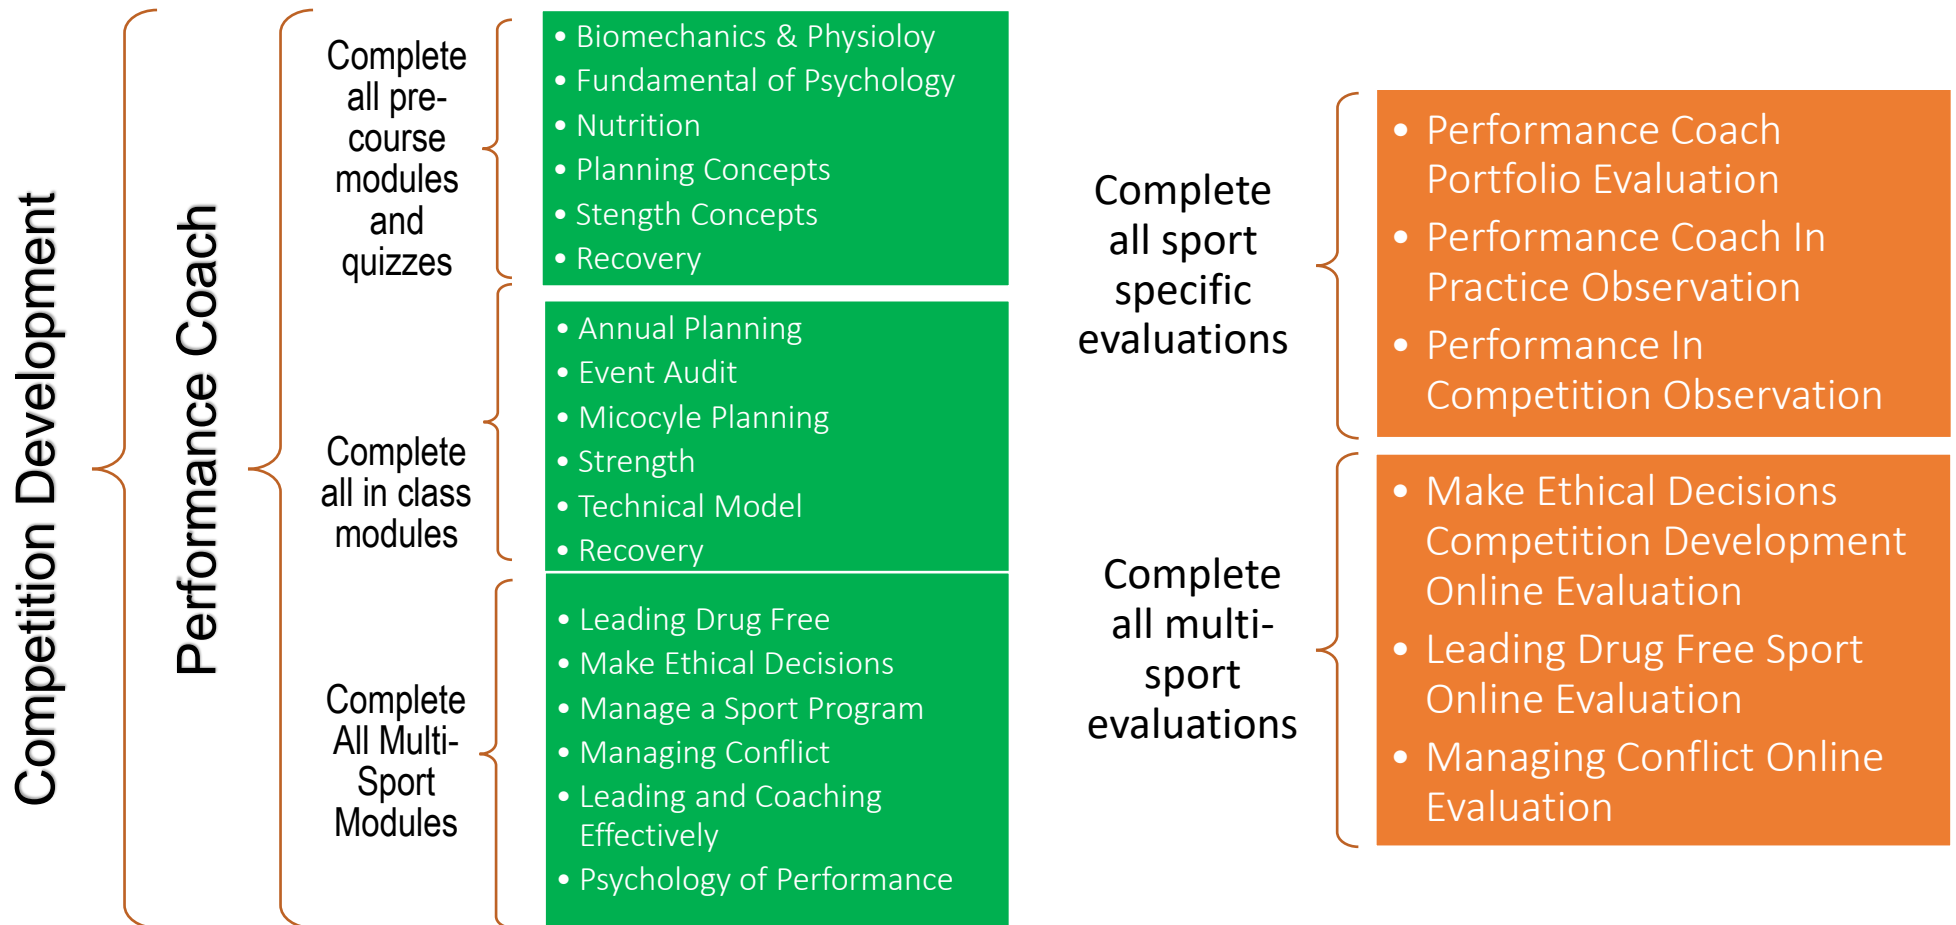 Competition Development
Performance Coach
Complete
all pre-
course
modules
and
quizzes
• Biomechanics & Physioloy
• Fundamental of Psychology
• Nutrition
• Planning Concepts
• Stength Concepts
• Recovery
Complete
all in class
modules
• Annual Planning
• Event Audit
• Micocyle Planning
• Strength
• Technical Model
• Recovery
Complete
All Multi-
Sport
Modules
• Leading Drug Free
• Make Ethical Decisions
• Manage a Sport Program
• Managing Conflict
• Leading and Coaching
Effectively
• Psychology of Performance
Complete
all sport
specific
evaluations
• Performance Coach
Portfolio Evaluation
• Performance Coach In
Practice Observation
• Performance In
Competition Observation
Complete
all multi-
sport
evaluations
• Make Ethical Decisions
Competition Development
Online Evaluation
• Leading Drug Free Sport
Online Evaluation
• Managing Conflict Online
Evaluation